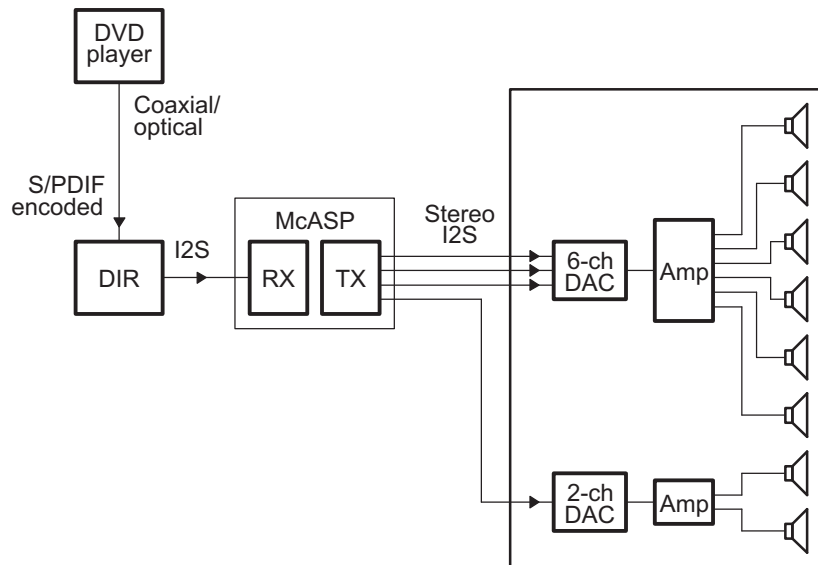 DVD
player
Coaxial/
optical
S/PDIF
encoded
DIR
I2S
McASP
RX
TX
Stereo
I2S
6-ch
DAC
Amp
2-ch
DAC
Amp